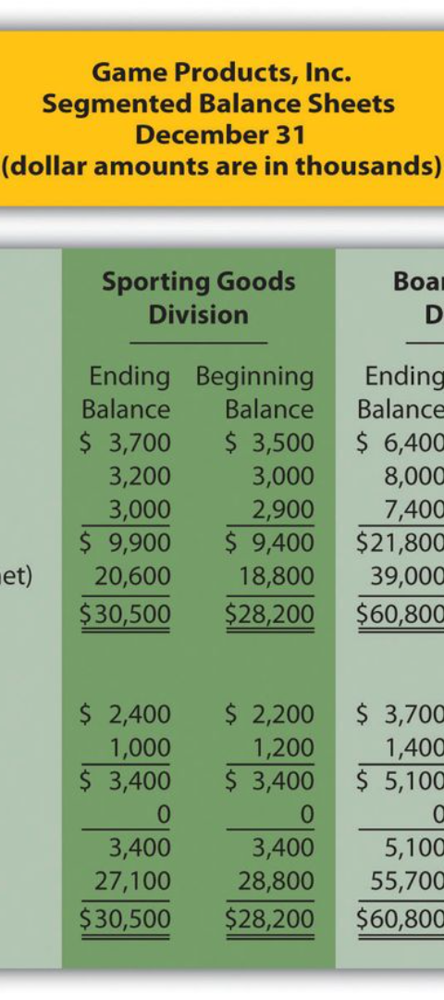 Game Products, Inc.
Segmented Balance Sheets
December 31
(dollar amounts are in thousands)
Sporting Goods Boar
Division D
Ending Beginning Ending
Balance Balance Balance
$ 3,700 $ 3,500 $ 6,400
3,200 3,000 8,000
3,000 2,900 7,400
$ 9,900 $ 9,400 $21,800
et) 20,600 18,800 39,000
$30,500 $28,200 $60,800
$ 2,400 $ 2,200 $ 3,700
1,000 1,200 1,400
$ 3,400 $ 3,400 $ 5,100
0 0 0
3,400 3,400 5,100
27,100 28,800 55,700
$30,500 $28,200 $60,800